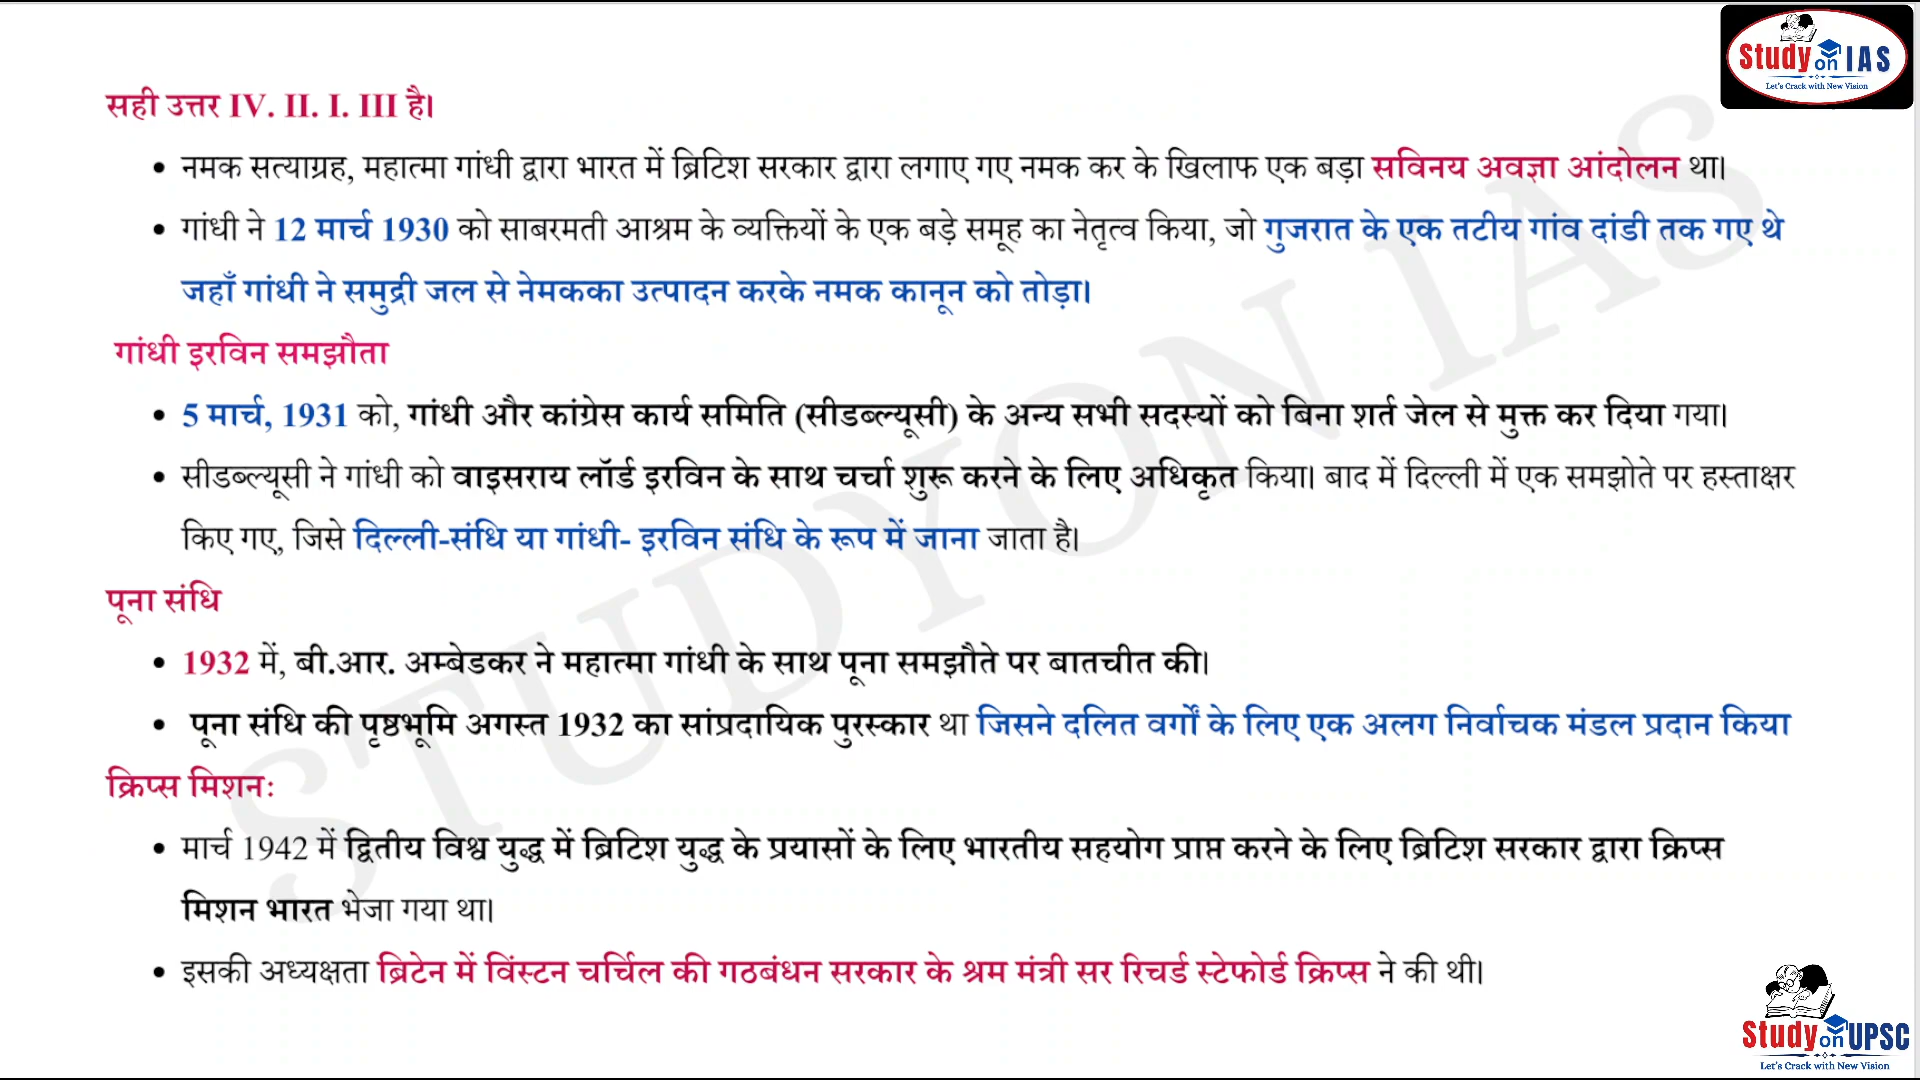 Study on IAS
Let's Crack with New Vision
सही उत्तर IV. II. I. III है।
• नमक सत्याग्रह, महात्मा गांधी द्वारा भारत में ब्रिटिश सरकार द्वारा लगाए गए नमक कर के खिलाफ एक बड़ा सविनय अवज्ञा आंदोलन था।
• गांधी ने 12 मार्च 1930 को साबरमती आश्रम के व्यक्तियों के एक बड़े समूह का नेतृत्व किया, जो गुजरात के एक तटीय गांव दांडी तक गए थे
जहाँ गांधी ने समुद्री जल से नेमकका उत्पादन करके नमक कानून को तोड़ा।
गांधी इरविन समझौता
• 5 मार्च, 1931 को, गांधी और कांग्रेस कार्य समिति (सीडब्ल्यूसी) के अन्य सभी सदस्यों को बिना शर्त जेल से मुक्त कर दिया गया।
• सीडब्ल्यूसी ने गांधी को वाइसराय लॉर्ड इरविन के साथ चर्चा शुरू करने के लिए अधिकृत किया। बाद में दिल्ली में एक समझोते पर हस्ताक्षर
किए गए, जिसे दिल्ली-संधि या गांधी- इरविन संधि के रूप में जाना जाता है।
पूना संधि
• 1932 में, बी.आर. अम्बेडकर ने महात्मा गांधी के साथ पूना समझौते पर बातचीत की।
• पूना संधि की पृष्ठभूमि अगस्त 1932 का सांप्रदायिक पुरस्कार था जिसने दलित वर्गों के लिए एक अलग निर्वाचक मंडल प्रदान किया
क्रिप्स मिशन:
• मार्च 1942 में द्वितीय विश्व युद्ध में ब्रिटिश युद्ध के प्रयासों के लिए भारतीय सहयोग प्राप्त करने के लिए ब्रिटिश सरकार द्वारा क्रिप्स
मिशन भारत भेजा गया था।
• इसकी अध्यक्षता ब्रिटेन में विंस्टन चर्चिल की गठबंधन सरकार के श्रम मंत्री सर रिचर्ड स्टेफोर्ड क्रिप्स ने की थी।
STUDYON IAS
Study on UPSC
Let's Crack with New Vision